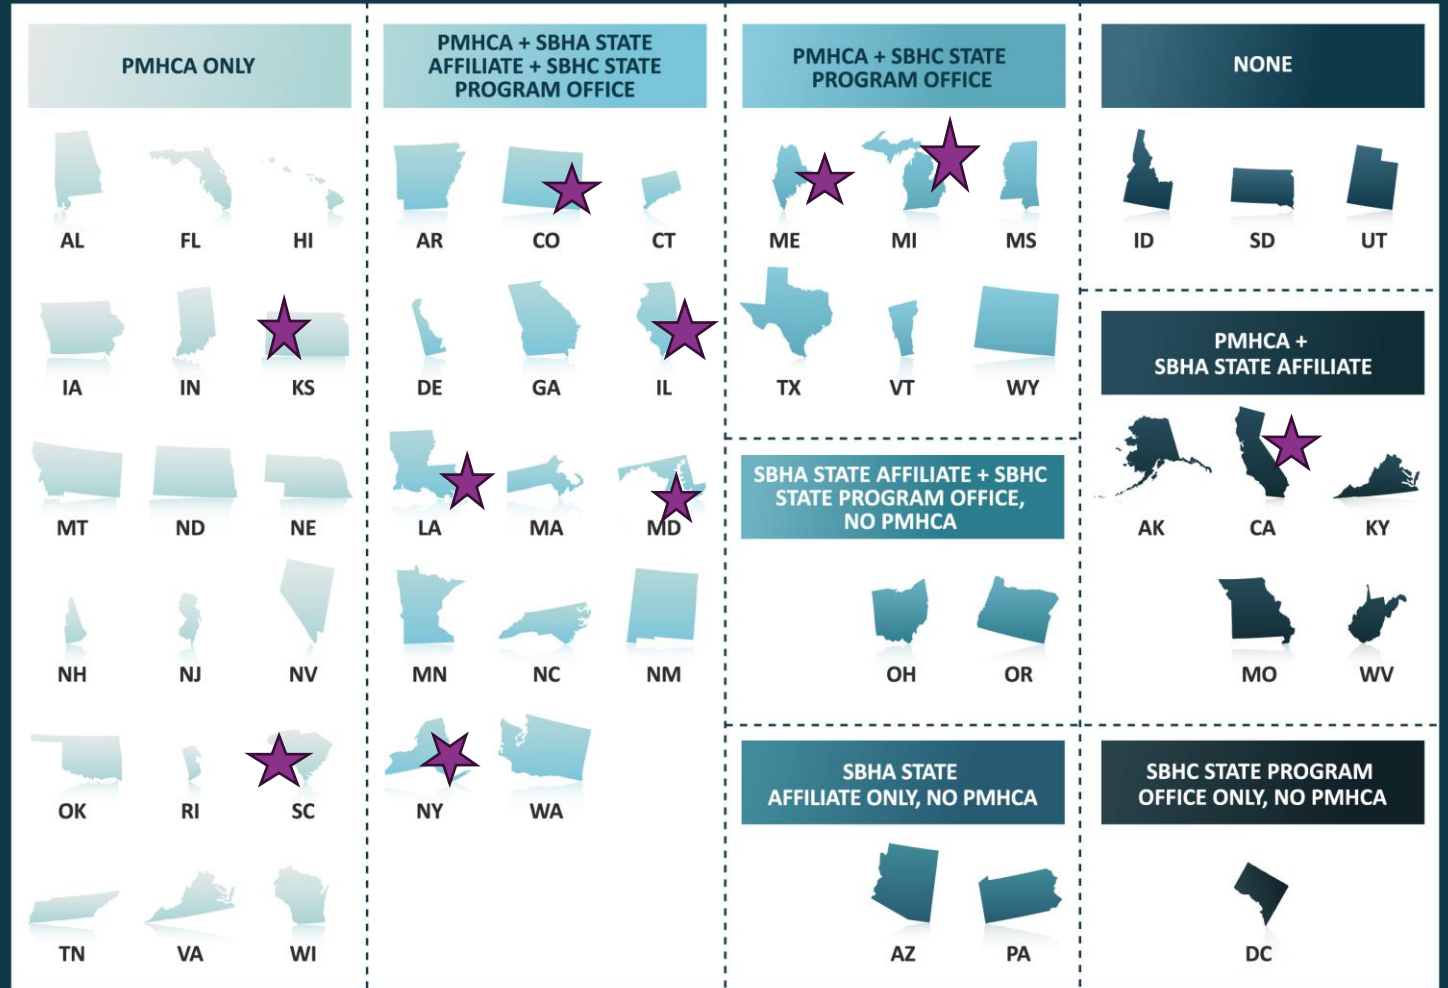 PMHCA ONLY
AL FL HI
IA IN KS
MT ND NE
NH NJ NV
OK RI SC
TN VA WI
PMHCA + SBHA STATE
AFFILIATE + SBHC STATE
PROGRAM OFFICE
AR CO CT
DE GA IL
LA MA MD
MN NC NM
NY WA
PMHCA + SBHC STATE
PROGRAM OFFICE
ME MI MS
TX VT WY
SBHA STATE AFFILIATE + SBHC
STATE PROGRAM OFFICE,
NO PMHCA
OH OR
SBHA STATE
AFFILIATE ONLY, NO PMHCA
AZ PA
NONE
ID SD UT
PMHCA +
SBHA STATE AFFILIATE
AK CA KY
MO WV
SBHC STATE PROGRAM
OFFICE ONLY, NO PMHCA
DC